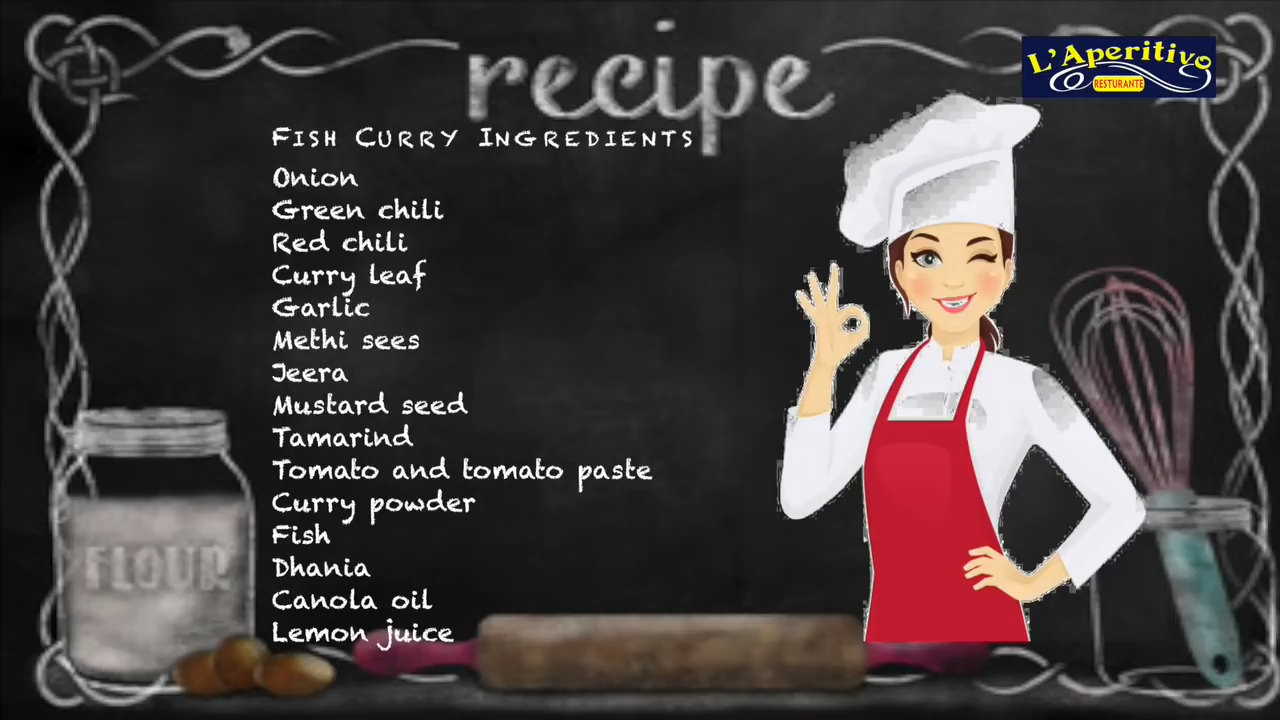 recipe
L'Aperitivo
RESTURANTE
Fish Curry Ingredients
Onion
Green chili
Red chili
Curry leaf
Garlic
Methi sees
Jeera
Mustard seed
Tamarind
Tomato and tomato paste
Curry powder
Fish
Dhania
Canola oil
Lemon juice
FLOUR